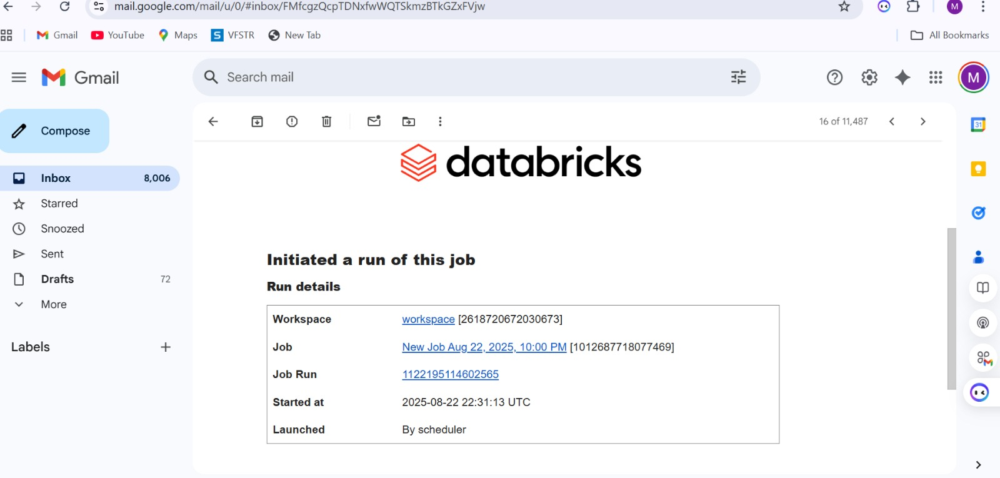 mail.google.com/mail/u/0/#inbox/FMfcgzQcpTDNxfwWQTSkmzBTkGZxFVjw
M
Gmail YouTube Maps S VFSTR New Tab All Bookmarks
Gmail Search mail M
Compose
16 of 11,487
31
databricks
Inbox 8,006
Starred
Snoozed
Sent
Drafts 72
More
Labels
Initiated a run of this job
Run details
Workspace workspace [2618720672030673]
Job New Job Aug 22, 2025, 10:00 PM [1012687718077469]
Job Run 1122195114602565
Started at 2025-08-22 22:31:13 UTC
Launched By scheduler